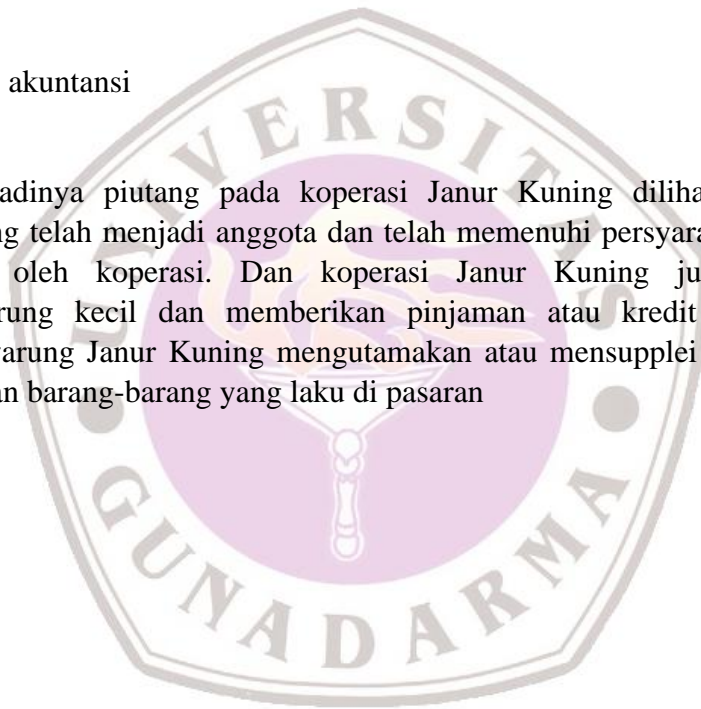 akuntansi
adinya piutang pada koperasi Janur Kuning diliha
ng telah menjadi anggota dan telah memenuhi persyara
oleh koperasi. Dan koperasi Janur Kuning ju
rung kecil dan memberikan pinjaman atau kredit
warung Janur Kuning mengutamakan atau mensupplei
an barang-barang yang laku di pasaran
UNIVERSITAS
GUNADARMA